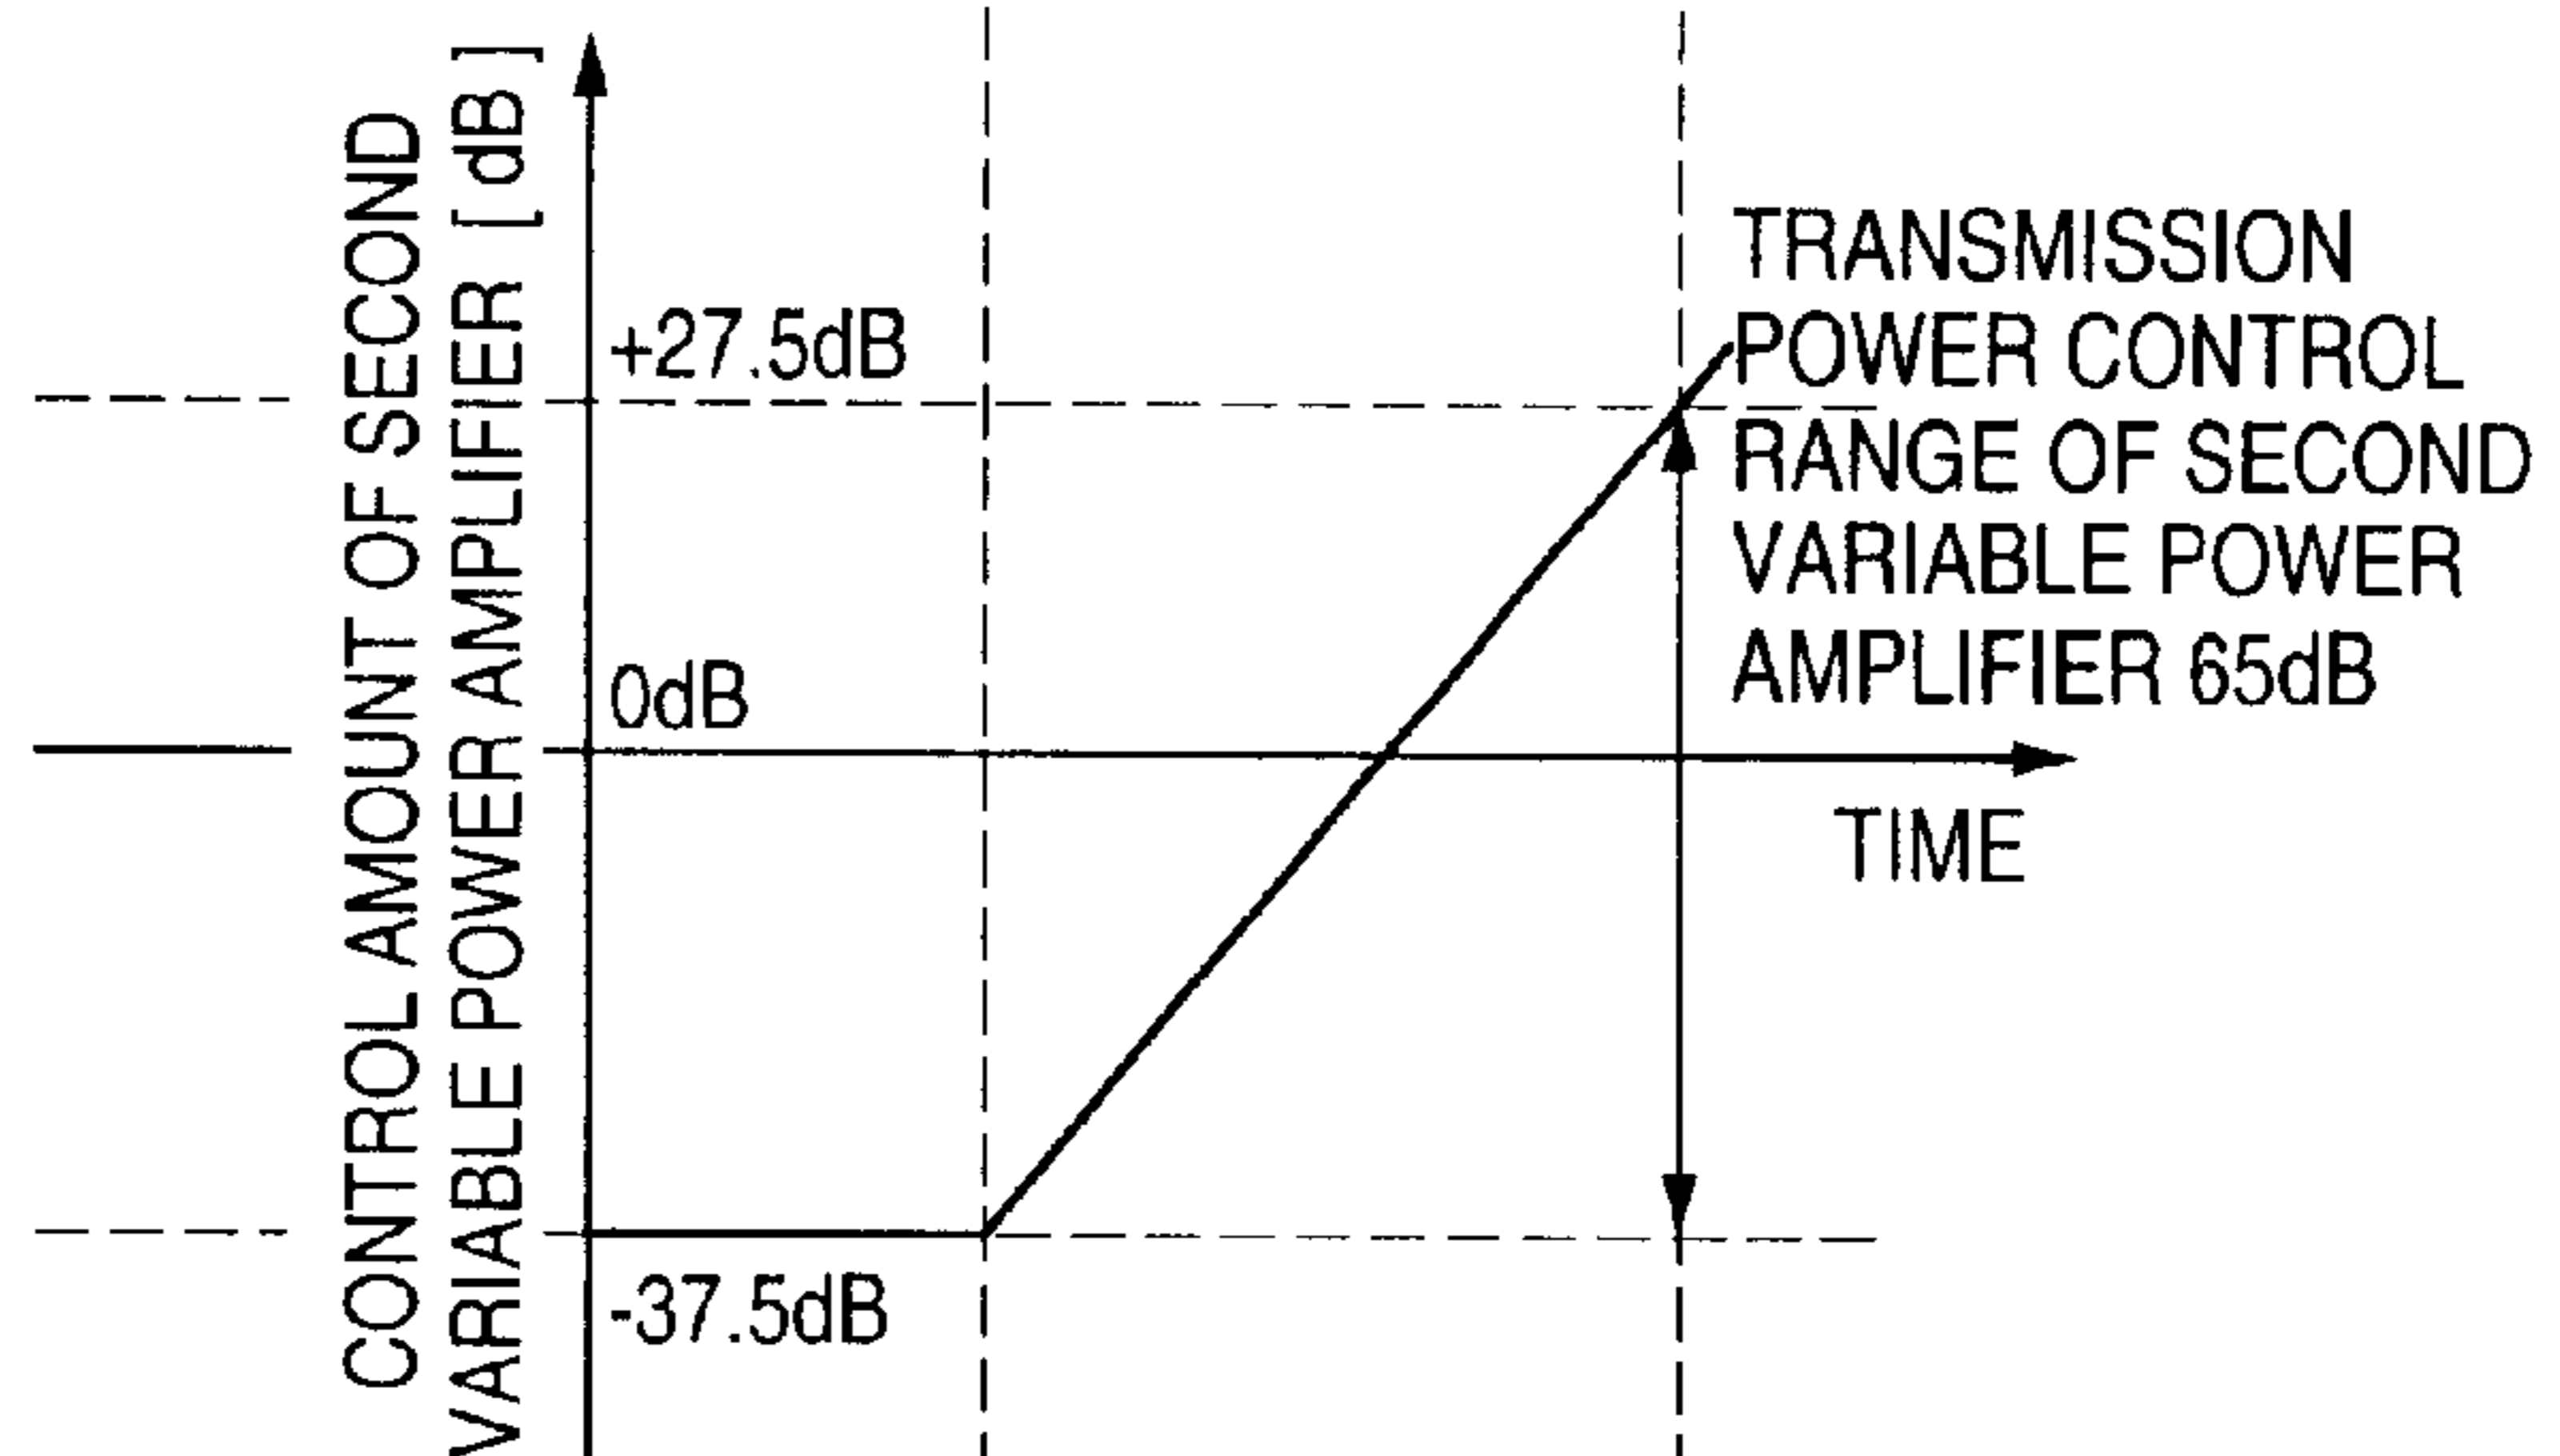 CONTROL AMOUNT OF SECOND
VARIABLE POWER AMPLIFIER [ dB ]
+27.5dB
0dB
-37.5dB
TRANSMISSION
POWER CONTROL
RANGE OF SECOND
VARIABLE POWER
AMPLIFIER 65dB
TIME